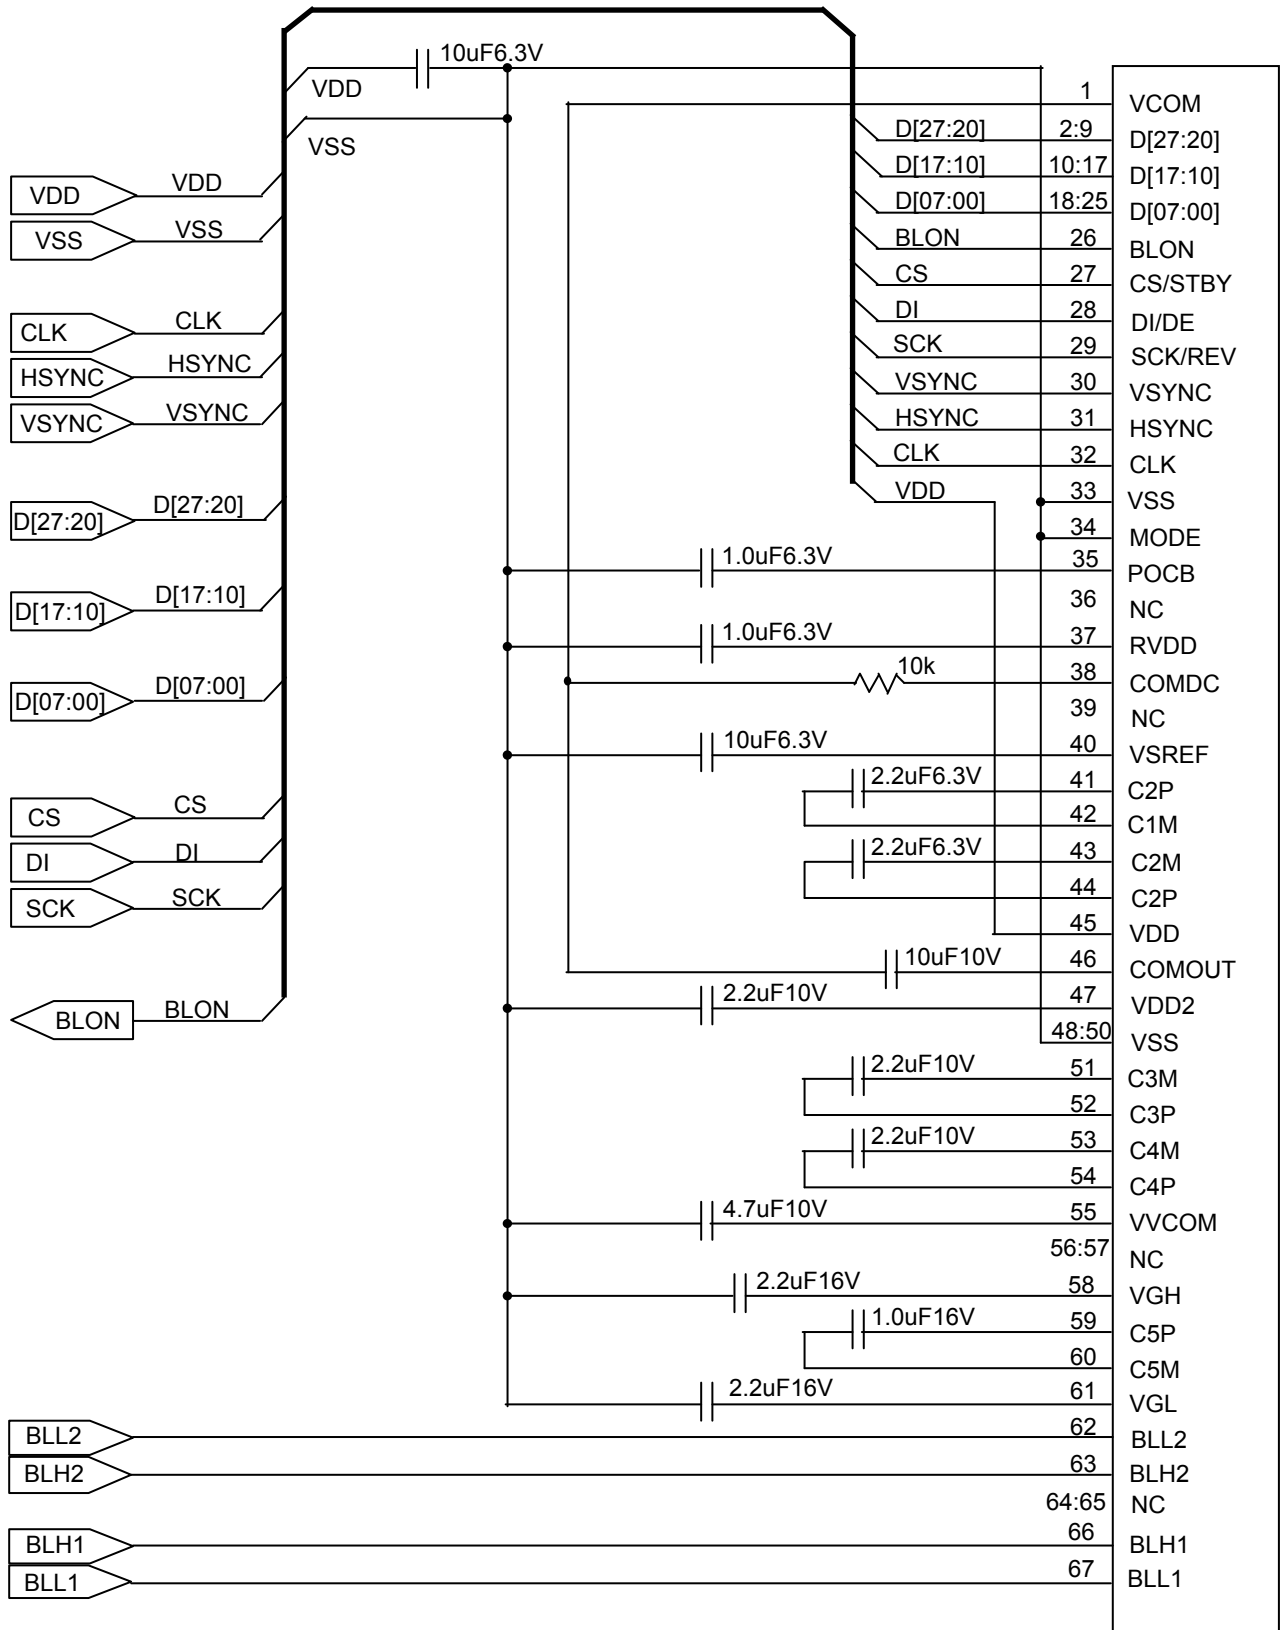 10uF6.3V
VDD
VSS
VDD VDD
VSS VSS
CLK CLK
HSYNC HSYNC
VSYNC VSYNC
D[27:20] D[27:20]
D[17:10] D[17:10]
D[07:00] D[07:00]
CS CS
DI DI
SCK SCK
BLON BLON
1 VCOM
D[27:20] 2:9 D[27:20]
D[17:10] 10:17 D[17:10]
D[07:00] 18:25 D[07:00]
BLON 26 BLON
CS 27 CS/STBY
DI 28 DI/DE
SCK 29 SCK/REV
VSYNC 30 VSYNC
HSYNC 31 HSYNC
CLK 32 CLK
VDD 33 VSS
34 MODE
1.0uF6.3V 35 POCB
36 NC
1.0uF6.3V 37 RVDD
10k 38 COMDC
39 NC
10uF6.3V 40 VSREF
2.2uF6.3V 41 C2P
42 C1M
2.2uF6.3V 43 C2M
44 C2P
45 VDD
10uF10V 46 COMOUT
2.2uF10V 47 VDD2
48:50 VSS
2.2uF10V 51 C3M
52 C3P
2.2uF10V 53 C4M
54 C4P
4.7uF10V 55 VVCOM
56:57 NC
2.2uF16V 58 VGH
1.0uF16V 59 C5P
60 C5M
2.2uF16V 61 VGL
BLL2 62 BLL2
BLH2 63 BLH2
64:65 NC
BLH1 66 BLH1
BLL1 67 BLL1